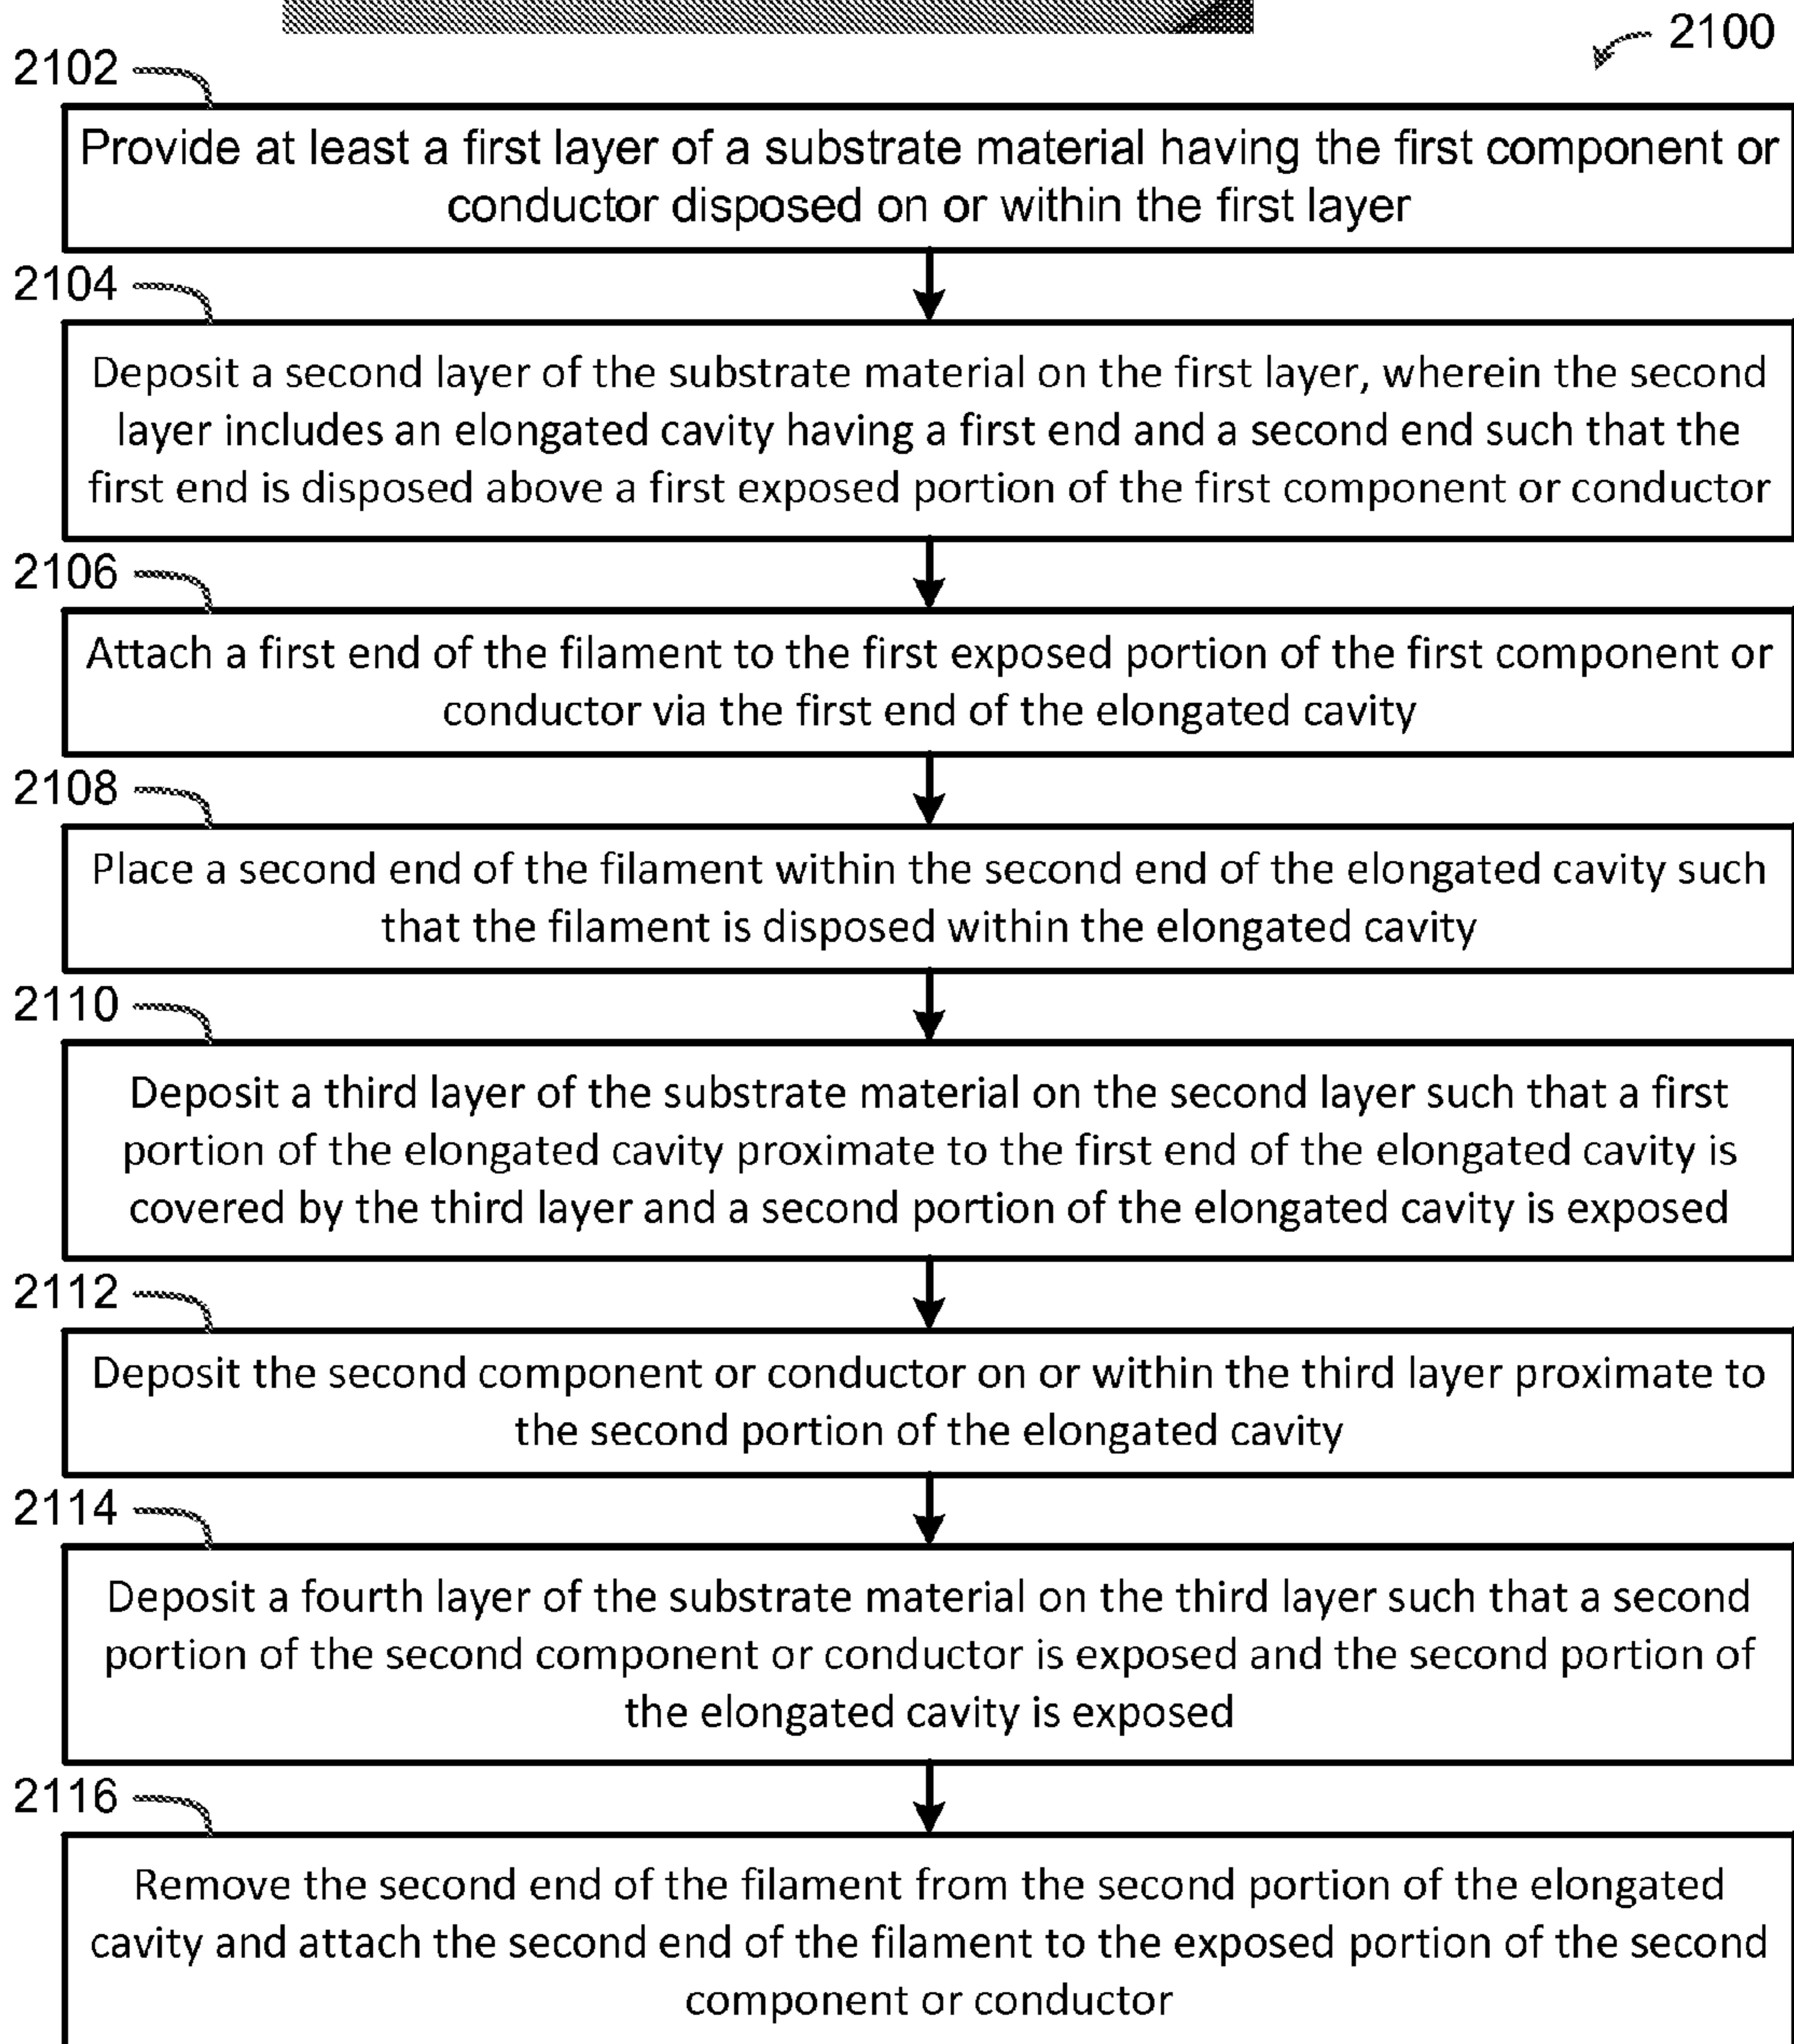 2100
2102
Provide at least a first layer of a substrate material having the first component or
conductor disposed on or within the first layer
2104
Deposit a second layer of the substrate material on the first layer, wherein the second
layer includes an elongated cavity having a first end and a second end such that the
first end is disposed above a first exposed portion of the first component or conductor
2106
Attach a first end of the filament to the first exposed portion of the first component or
conductor via the first end of the elongated cavity
2108
Place a second end of the filament within the second end of the elongated cavity such
that the filament is disposed within the elongated cavity
2110
Deposit a third layer of the substrate material on the second layer such that a first
portion of the elongated cavity proximate to the first end of the elongated cavity is
covered by the third layer and a second portion of the elongated cavity is exposed
2112
Deposit the second component or conductor on or within the third layer proximate to
the second portion of the elongated cavity
2114
Deposit a fourth layer of the substrate material on the third layer such that a second
portion of the second component or conductor is exposed and the second portion of
the elongated cavity is exposed
2116
Remove the second end of the filament from the second portion of the elongated
cavity and attach the second end of the filament to the exposed portion of the second
component or conductor